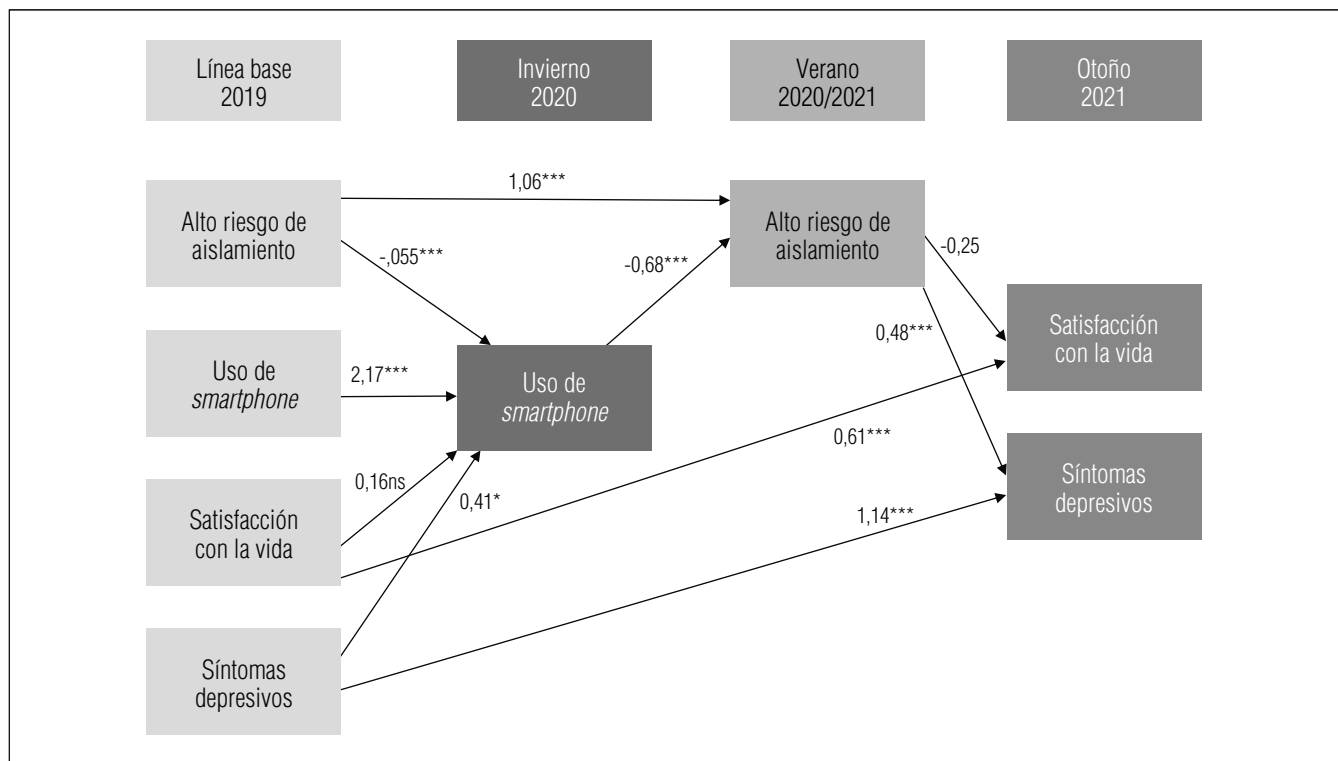 Línea base
2019
Invierno
2020
Verano
2020/2021
Otoño
2021
Alto riesgo de
aislamiento
1,06***
-,055***
-0,68***
Alto riesgo de
aislamiento
-0,25
0,48***
Satisfacción
con la vida
Uso de
smartphone
2,17***
Uso de
smartphone
0,61***
0,16ns
0,41*
Síntomas
depresivos
1,14***
Satisfacción
con la vida
Síntomas
depresivos